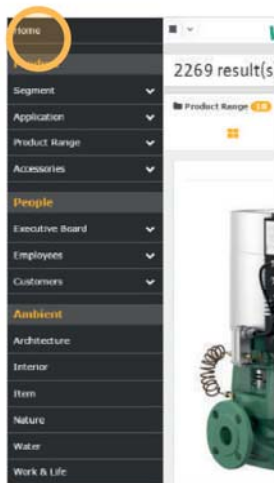 Home
2269 result(s
Product
Segment
Application
Product Range
Accessories
Product Range
People
Executive Board
Employees
Customers
Ambient
Architecture
Interior
Item
Nature
Water
Work & Life